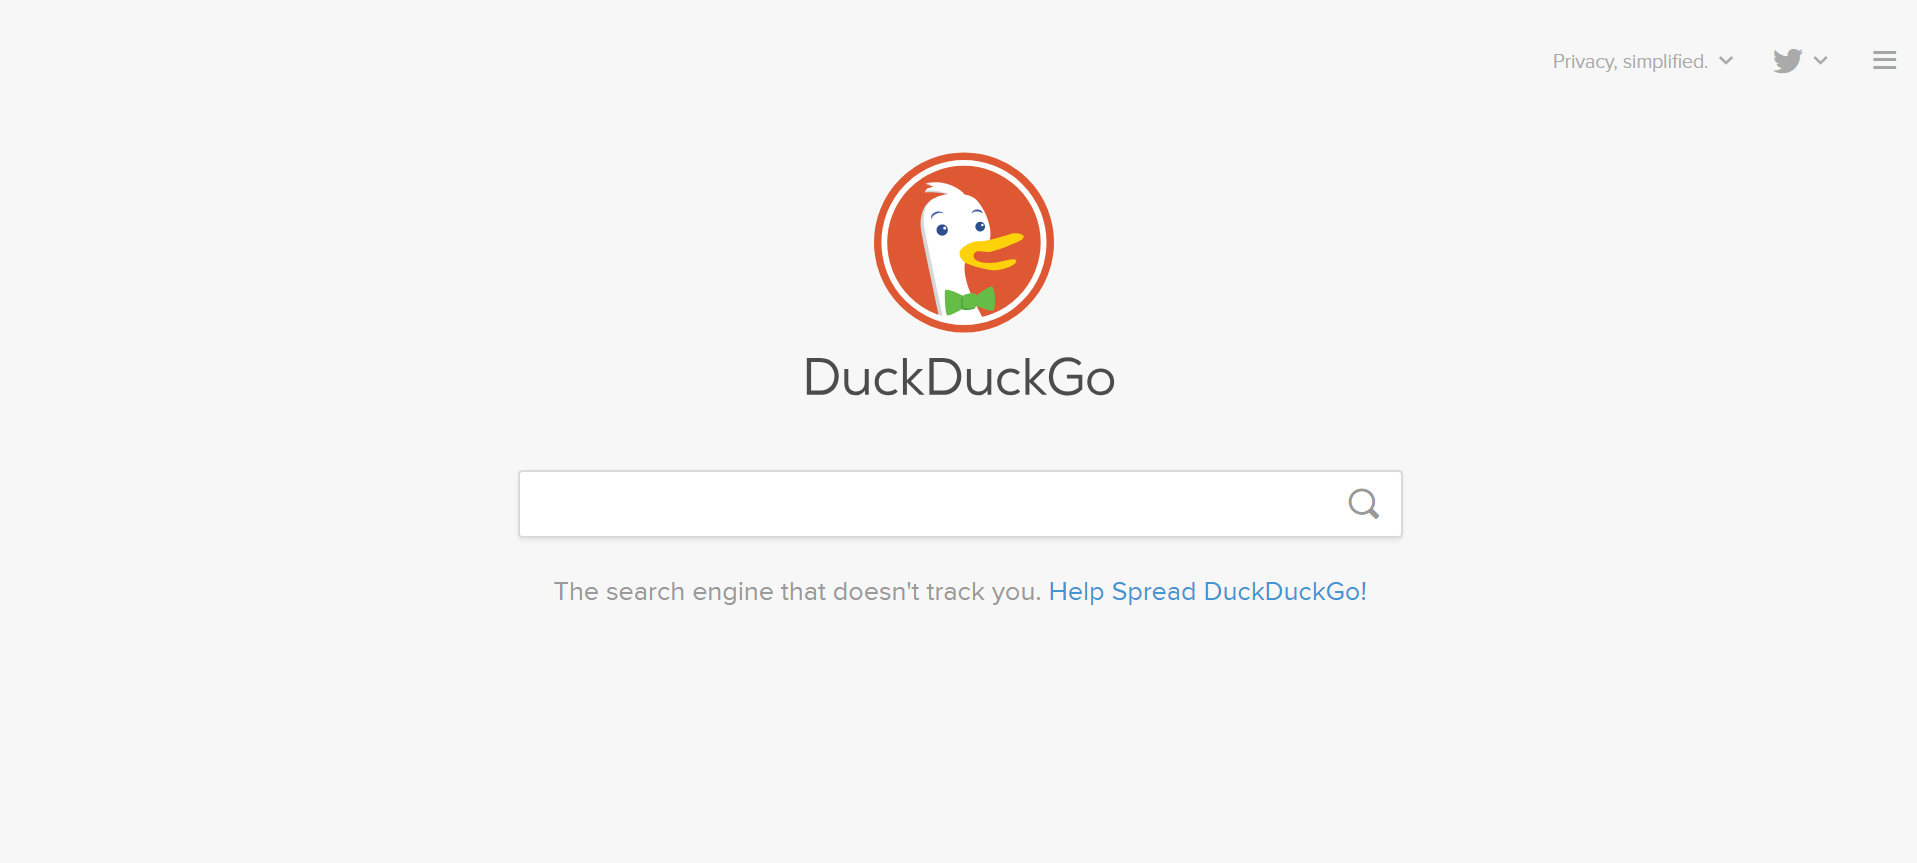 Privacy, simplified.
DuckDuckGo
The search engine that doesn't track you. Help Spread DuckDuckGo!